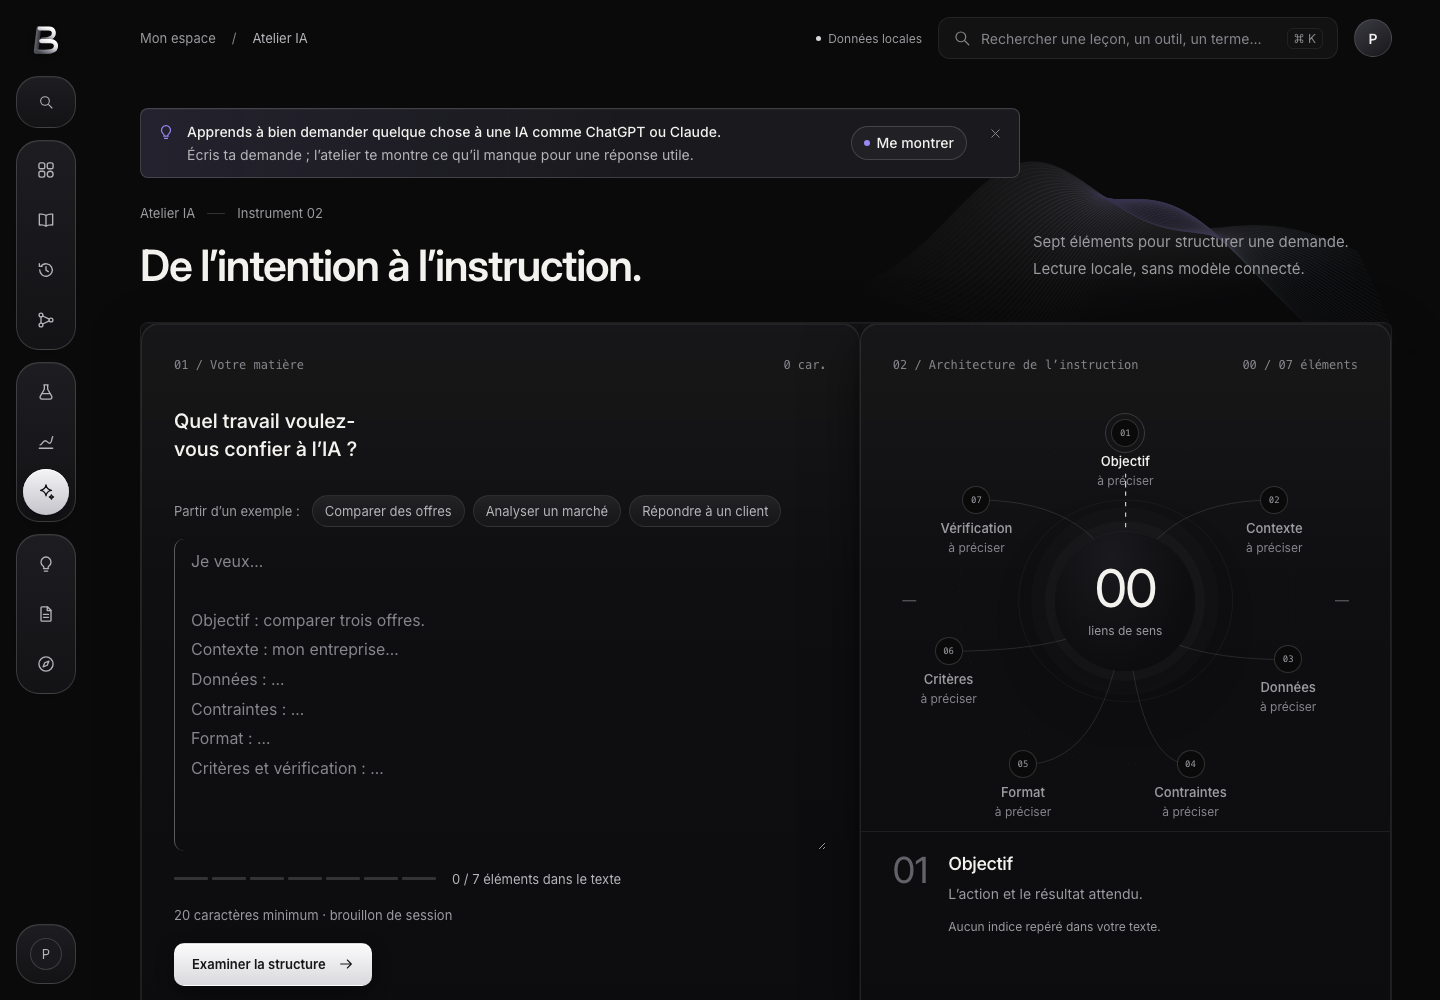 B
Mon espace / Atelier IA
Données locales
Rechercher une leçon, un outil, un terme…
⌘ K
P
Apprends à bien demander quelque chose à une IA comme ChatGPT ou Claude.
Écris ta demande ; l’atelier te montre ce qu’il manque pour une réponse utile.
Me montrer
Atelier IA — Instrument 02
De l’intention à l’instruction.
Sept éléments pour structurer une demande.
Lecture locale, sans modèle connecté.
01 / Votre matière
0 car.
Quel travail voulez-
vous confier à l’IA ?
Partir d’un exemple :
Comparer des offres
Analyser un marché
Répondre à un client
Je veux…
Objectif : comparer trois offres.
Contexte : mon entreprise…
Données : …
Contraintes : …
Format : …
Critères et vérification : …
0 / 7 éléments dans le texte
20 caractères minimum · brouillon de session
Examiner la structure →
02 / Architecture de l’instruction
00 / 07 éléments
01
Objectif
à préciser
02
Contexte
à préciser
03
Données
à préciser
04
Contraintes
à préciser
05
Format
à préciser
06
Critères
à préciser
07
Vérification
à préciser
00
liens de sens
01
Objectif
L’action et le résultat attendu.
Aucun indice repéré dans votre texte.
P